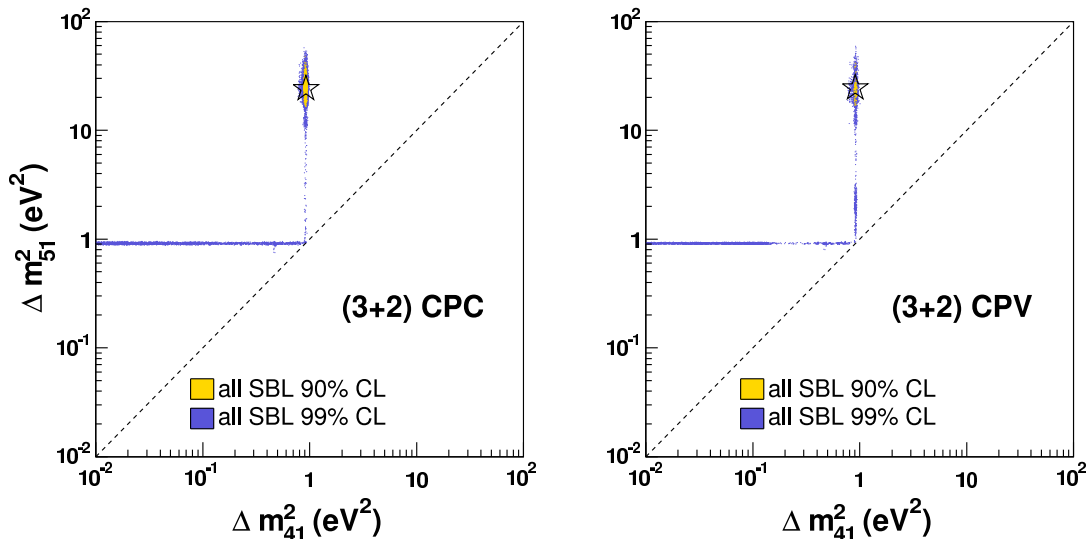 10²
10
1
10⁻¹
10⁻²
Δ m²₅₁ (eV²)
(3+2) CPC
all SBL 90% CL
all SBL 99% CL
10⁻² 10⁻¹ 1 10 10²
Δ m²₄₁ (eV²)
10²
10
1
10⁻¹
10⁻²
(3+2) CPV
all SBL 90% CL
all SBL 99% CL
10⁻² 10⁻¹ 1 10 10²
Δ m²₄₁ (eV²)